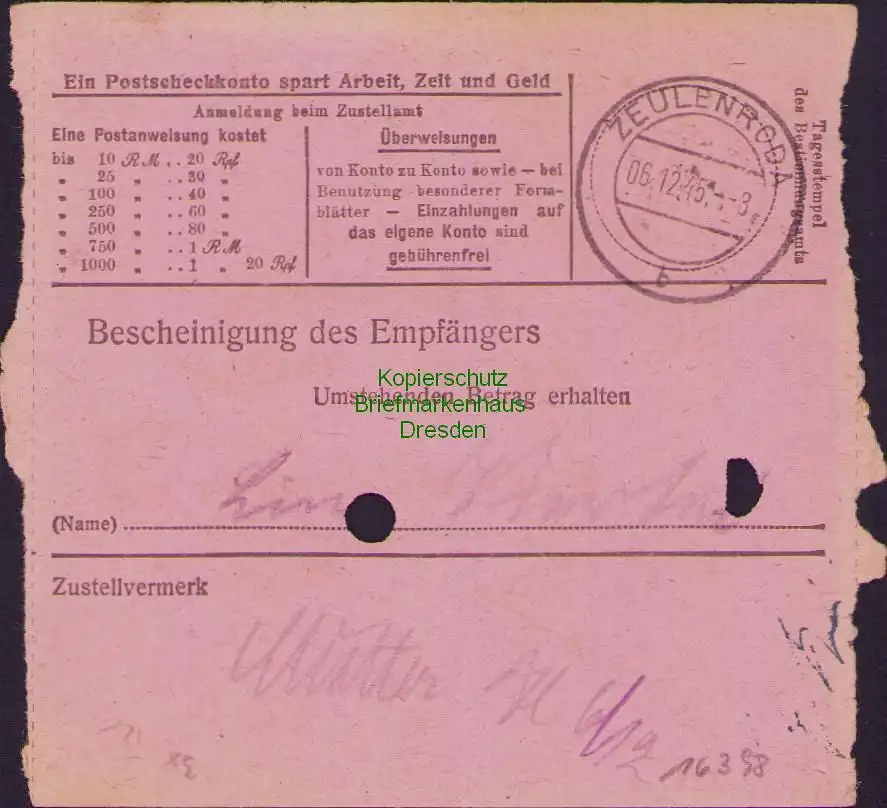 Ein Postscheckkonto spart Arbeit, Zeit und Geld
Anmeldung beim Zustellamt
Eine Postanweisung kostet
bis 10 RM .. 20 Rpf
„ 25 „ .. 30 „
„ 100 „ .. 40 „
„ 250 „ .. 60 „
„ 500 „ .. 80 „
„ 750 „ .. 1 RM
„ 1000 „ .. 1 „ 20 Rpf
Überweisungen
von Konto zu Konto sowie — bei
Benutzung besonderer Form-
blätter — Einzahlungen auf
das eigene Konto sind
gebührenfrei
ZEULENRODA
06.12.45.
b
Tagesstempel
des Bestimmungsamts
Bescheinigung des Empfängers
Umstehenden Betrag erhalten
Kopierschutz
Briefmarkenhaus
Dresden
(Name)
Zustellvermerk
Mutter
16398